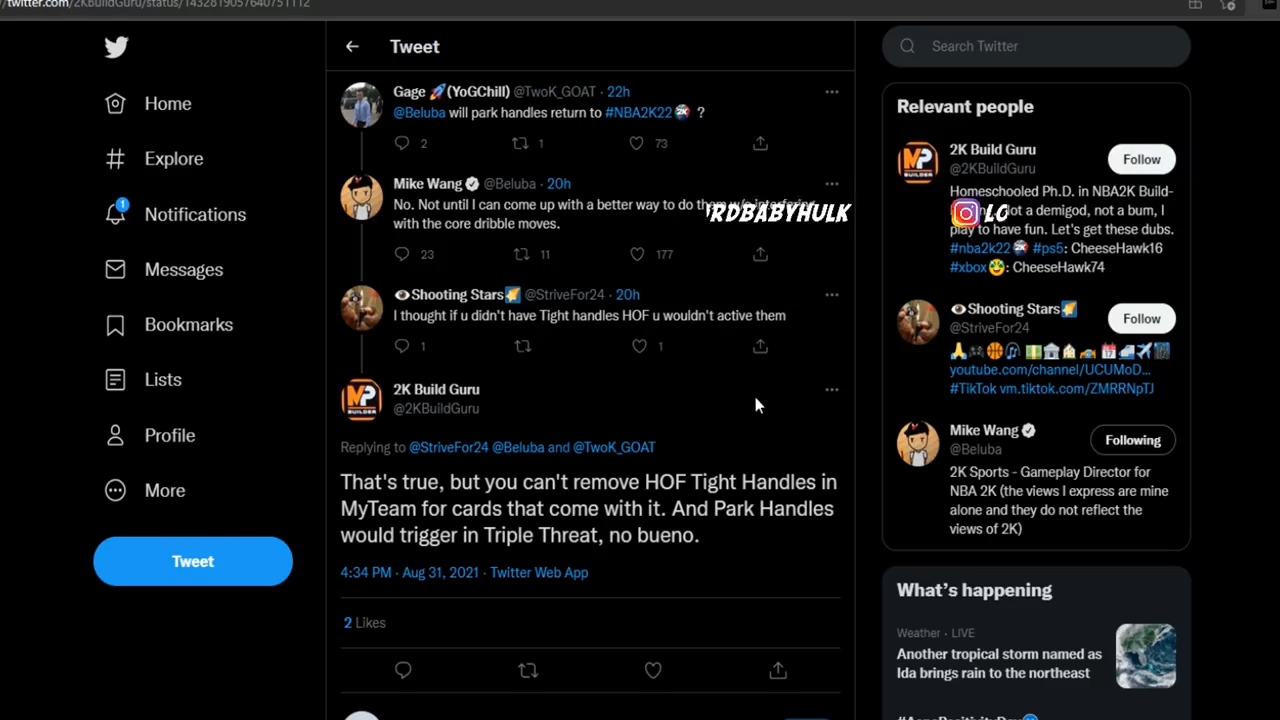 //twitter.com/2KBuildGuru/status/1432819057640751112
Tweet
Search Twitter
Home
Explore
1
Notifications
Messages
Bookmarks
Lists
Profile
More
Tweet
Gage 🚀(YoGChill) @TwoK_GOAT · 22h
@Beluba will park handles return to #NBA2K22 ?
2 1 73
Mike Wang @Beluba · 20h
No. Not until I can come up with a better way to do them w/o interfering
with the core dribble moves.
'RDBABYHULK
23 11 177
👁Shooting Stars🌠 @StriveFor24 · 20h
I thought if u didn't have Tight handles HOF u wouldn't active them
1 1
MP
BUILDER
2K Build Guru
@2KBuildGuru
Replying to @StriveFor24 @Beluba and @TwoK_GOAT
That's true, but you can't remove HOF Tight Handles in
MyTeam for cards that come with it. And Park Handles
would trigger in Triple Threat, no bueno.
4:34 PM · Aug 31, 2021 · Twitter Web App
2 Likes
Relevant people
MP
BUILDER
2K Build Guru
@2KBuildGuru
Follow
Homeschooled Ph.D. in NBA2K Build-
Not a demigod, not a bum, I
LO
play to have fun. Let's get these dubs.
#nba2k22 #ps5: CheeseHawk16
#xbox: CheeseHawk74
👁Shooting Stars🌠
@StriveFor24
Follow
youtube.com/channel/UCUMoD...
#TikTok vm.tiktok.com/ZMRRNpTJ
Mike Wang
@Beluba
Following
2K Sports - Gameplay Director for
NBA 2K (the views I express are mine
alone and they do not reflect the
views of 2K)
What's happening
Weather · LIVE
Another tropical storm named as
Ida brings rain to the northeast